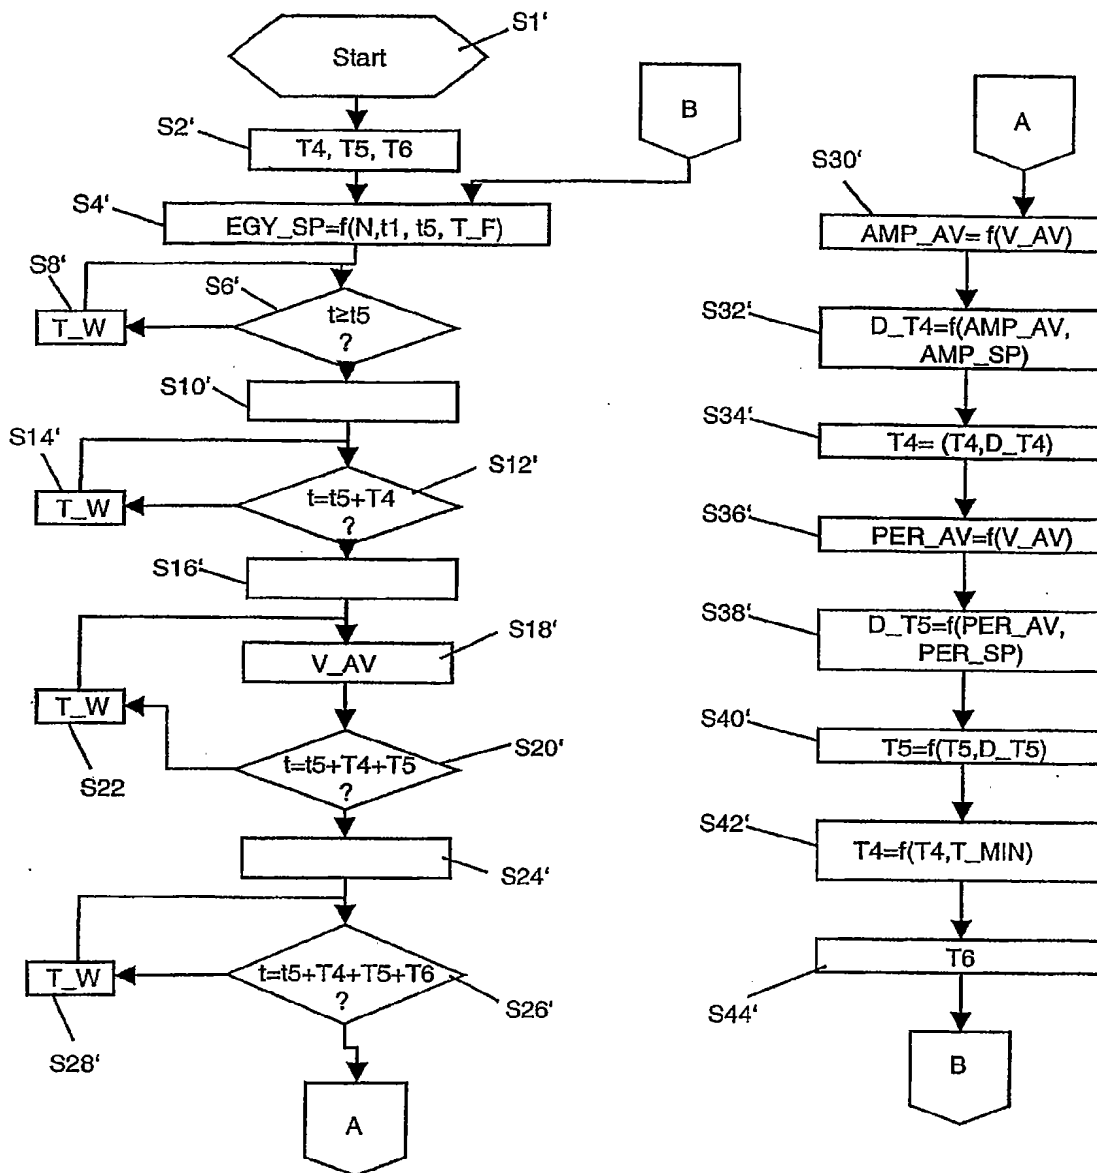 S1'
Start
S2'
T4, T5, T6
B
S4'
EGY_SP=f(N,t1, t5, T_F)
S8'
T_W
S6'
t≥t5
?
S10'
S14'
T_W
S12'
t=t5+T4
?
S16'
S18'
V_AV
T_W
S22
S20'
t=t5+T4+T5
?
S24'
T_W
S28'
t=t5+T4+T5+T6
?
S26'
A
A
S30'
AMP_AV= f(V_AV)
S32'
D_T4=f(AMP_AV,
AMP_SP)
S34'
T4= (T4,D_T4)
S36'
PER_AV=f(V_AV)
S38'
D_T5=f(PER_AV,
PER_SP)
S40'
T5=f(T5,D_T5)
S42'
T4=f(T4,T_MIN)
T6
S44'
B